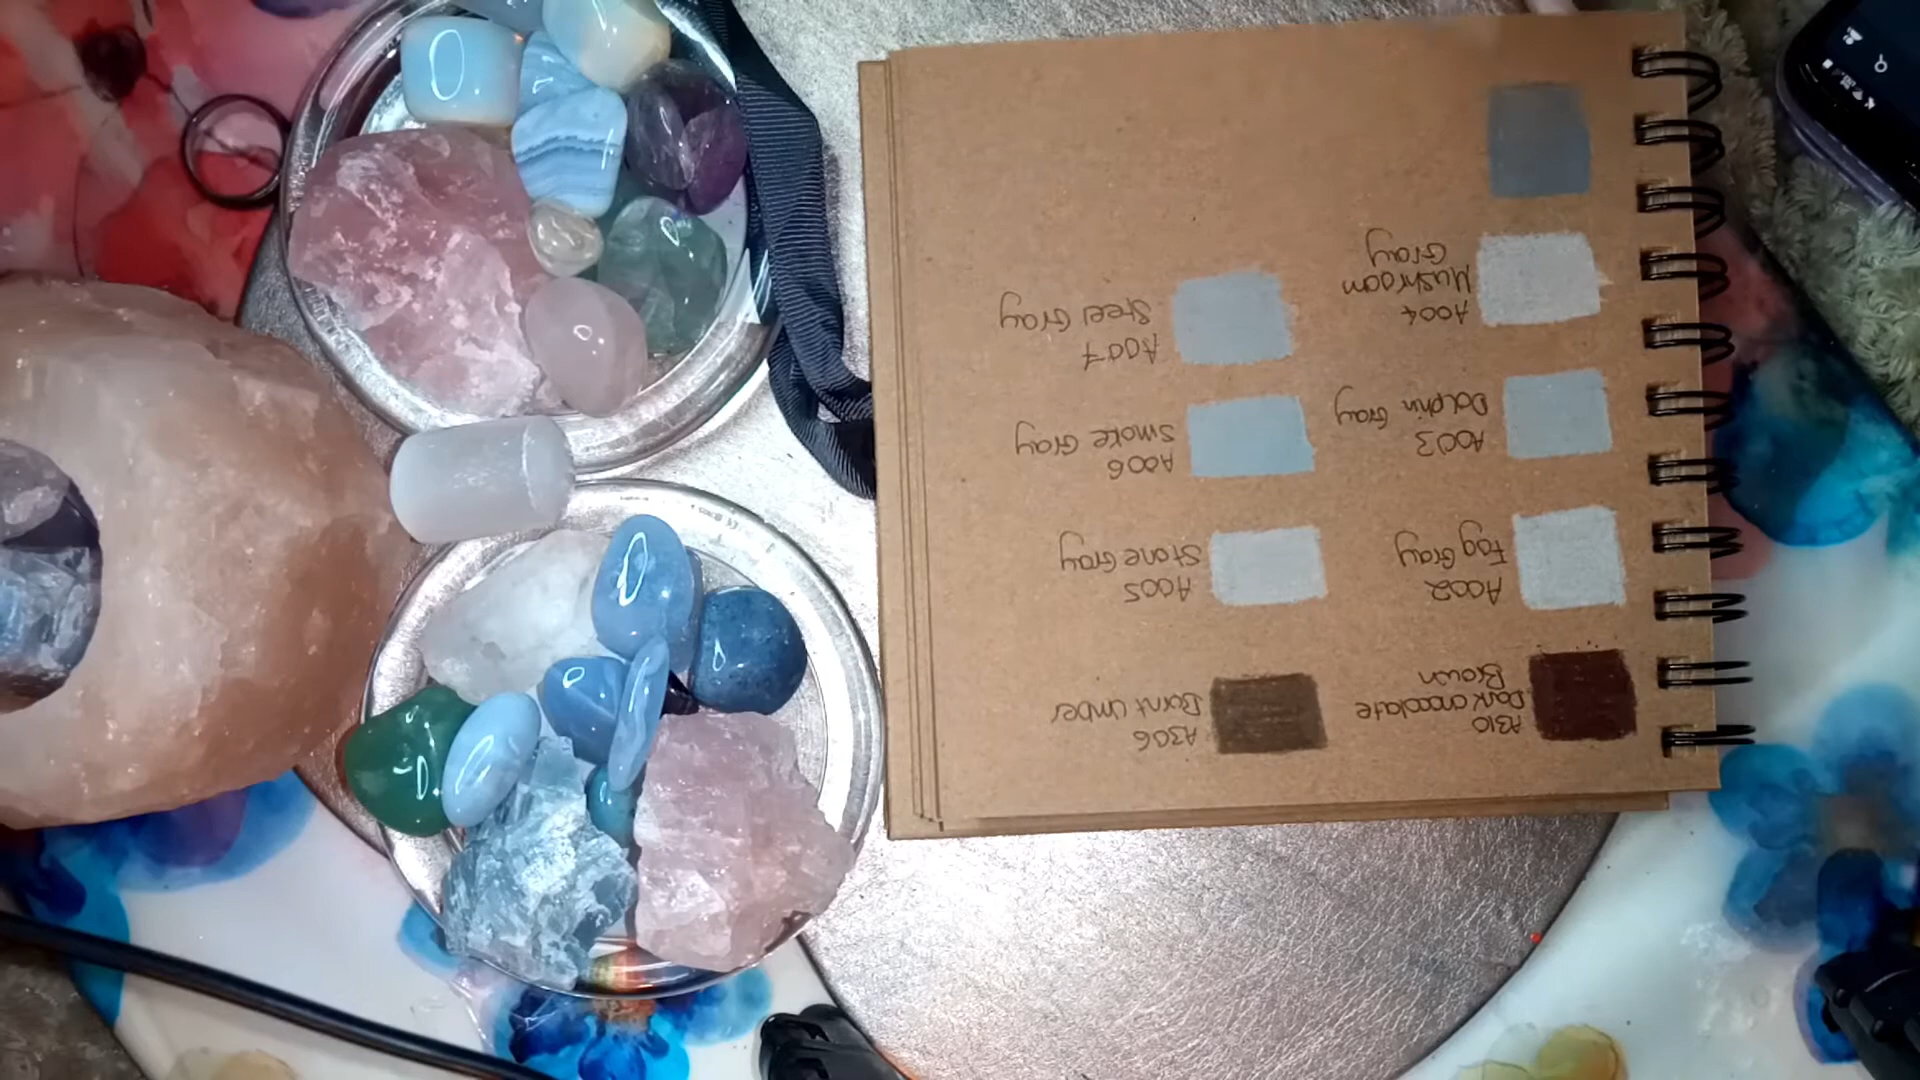 A310
Dark chocolate
Brown
A002
Fog Gray
A003
Dolphin Gray
A004
Mushroom
Gray
A306
Burnt umber
A005
Stone Gray
A006
Smoke Gray
A007
Steel Gray